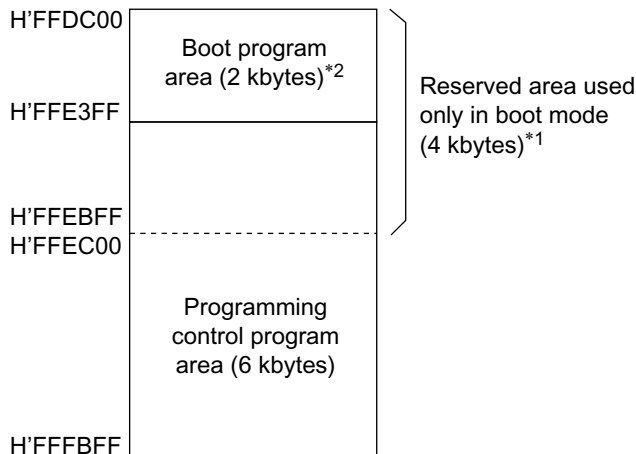 H'FFDC00
Boot program
area (2 kbytes)*2
H'FFE3FF
Reserved area used
only in boot mode
(4 kbytes)*1
H'FFEBFF
H'FFEC00
Programming
control program
area (6 kbytes)
H'FFFBFF